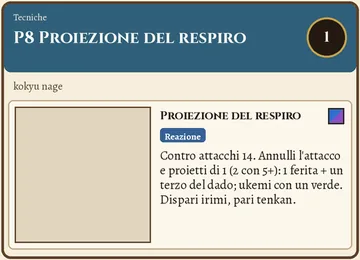 Tecniche
P8 Proiezione del respiro
1
kokyu nage
Proiezione del respiro
Reazione
Contro attacchi 14. Annulli l'attacco
e proietti di 1 (2 con 5+): 1 ferita + un
terzo del dado; ukemi con un verde.
Dispari irimi, pari tenkan.